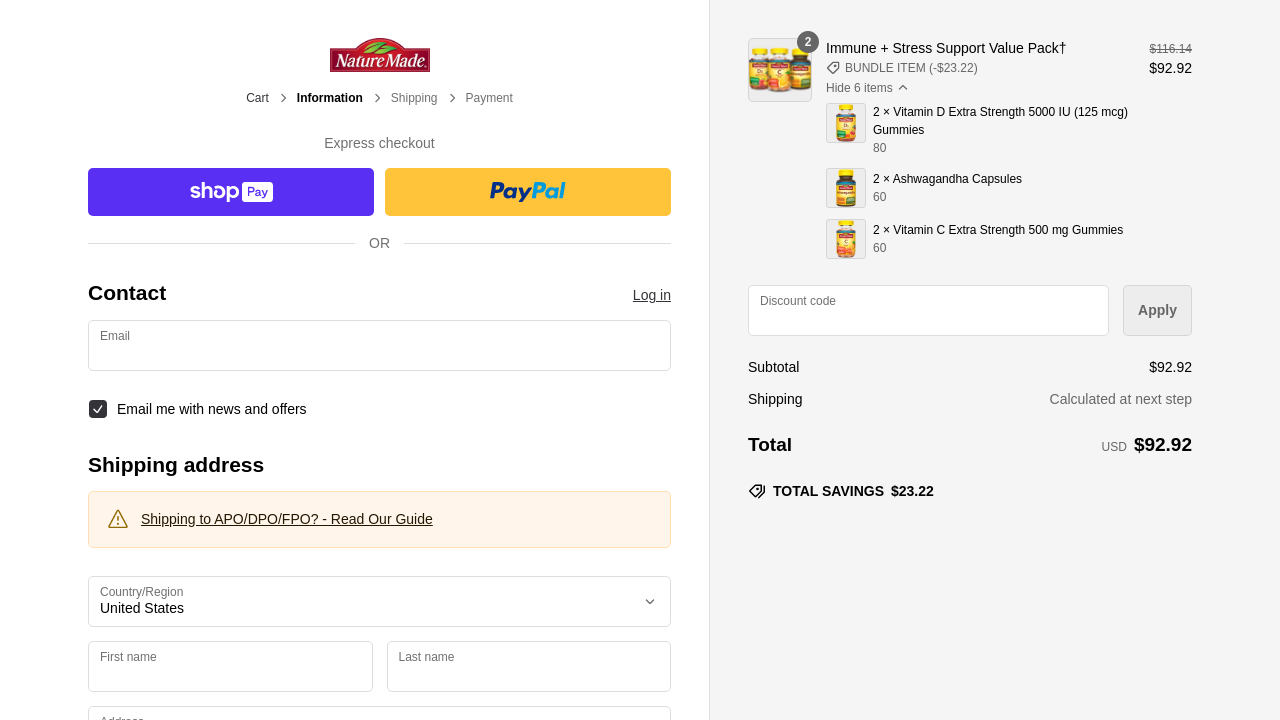 Nature Made
Cart
Information
Shipping
Payment
Express checkout
shop Pay
PayPal
OR
Contact
Log in
Email
Email me with news and offers
Shipping address
Shipping to APO/DPO/FPO? - Read Our Guide
Country/Region
United States
First name
Last name
Address
2
Immune + Stress Support Value Pack†
$116.14
BUNDLE ITEM (-$23.22)
$92.92
Hide 6 items
2 × Vitamin D Extra Strength 5000 IU (125 mcg)
Gummies
80
2 × Ashwagandha Capsules
60
2 × Vitamin C Extra Strength 500 mg Gummies
60
Discount code
Apply
Subtotal
$92.92
Shipping
Calculated at next step
Total
USD $92.92
TOTAL SAVINGS $23.22